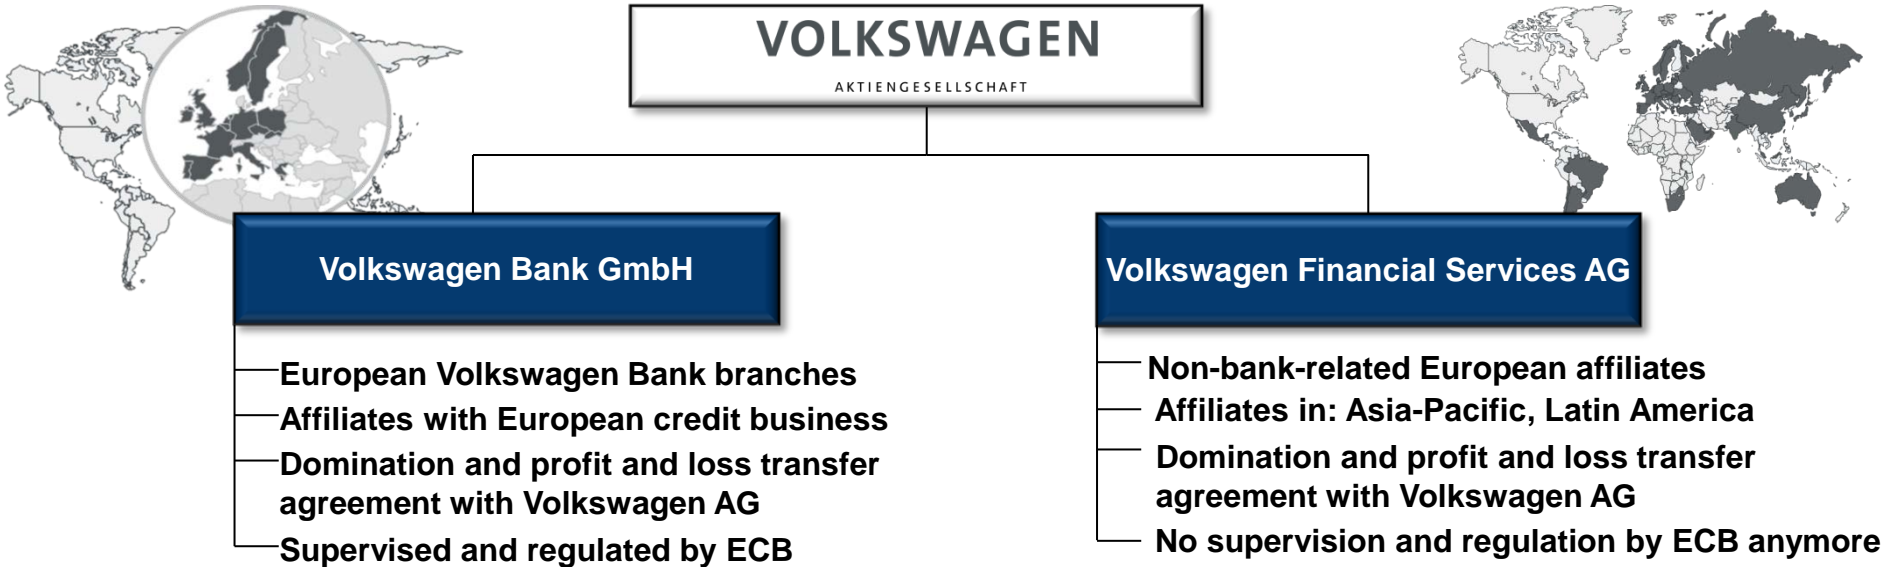 VOLKSWAGEN
AKTIENGESELLSCHAFT
Volkswagen Bank GmbH
European Volkswagen Bank branches
Affiliates with European credit business
Domination and profit and loss transfer
agreement with Volkswagen AG
Supervised and regulated by ECB
Volkswagen Financial Services AG
Non-bank-related European affiliates
Affiliates in: Asia-Pacific, Latin America
Domination and profit and loss transfer
agreement with Volkswagen AG
No supervision and regulation by ECB anymore